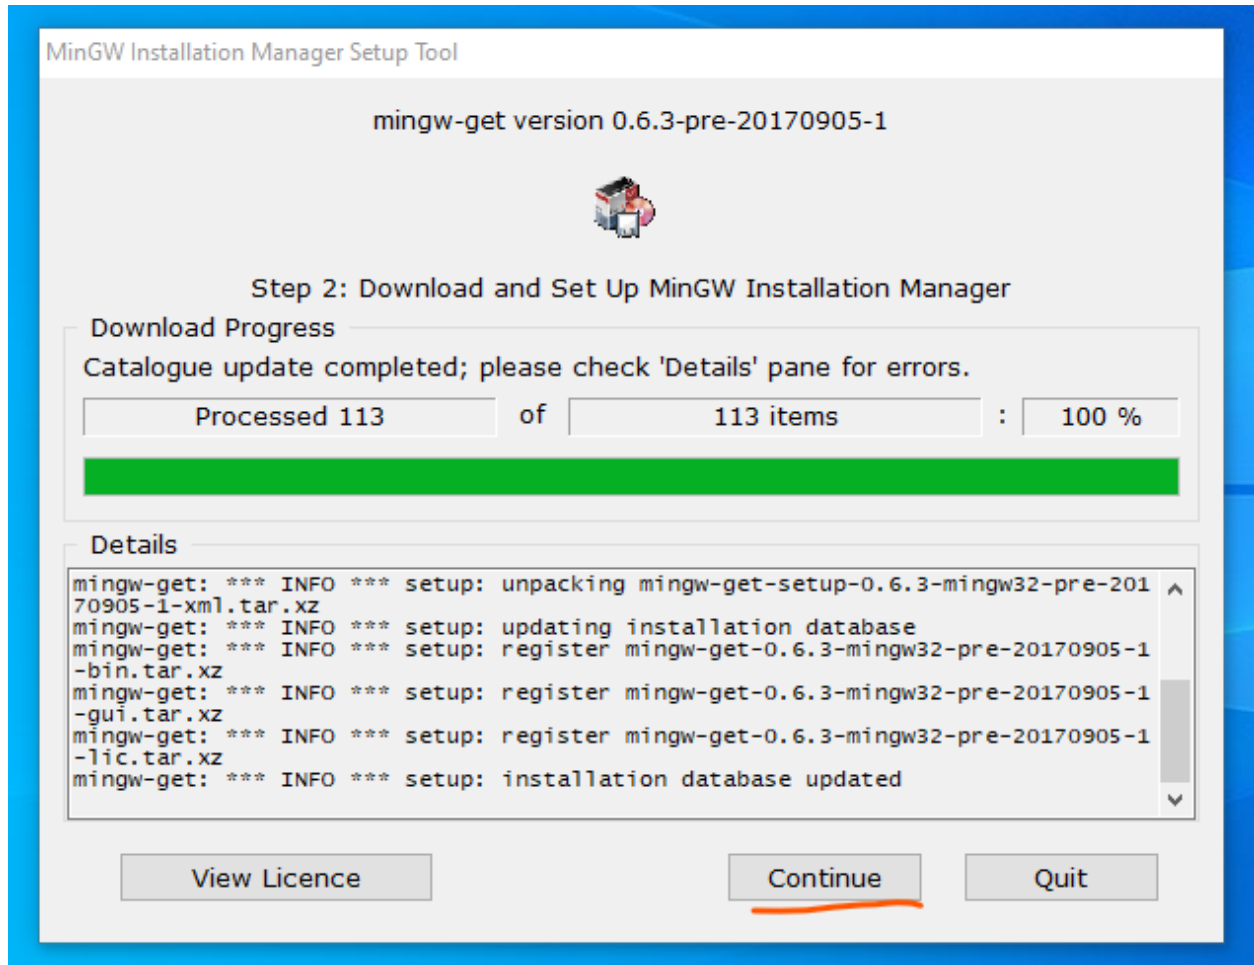 MinGW Installation Manager Setup Tool
mingw-get version 0.6.3-pre-20170905-1
Step 2: Download and Set Up MinGW Installation Manager
Download Progress
Catalogue update completed; please check 'Details' pane for errors.
Processed 113 of 113 items : 100 %
Details
mingw-get: *** INFO *** setup: unpacking mingw-get-setup-0.6.3-mingw32-pre-201
70905-1-xml.tar.xz
mingw-get: *** INFO *** setup: updating installation database
mingw-get: *** INFO *** setup: register mingw-get-0.6.3-mingw32-pre-20170905-1
-bin.tar.xz
mingw-get: *** INFO *** setup: register mingw-get-0.6.3-mingw32-pre-20170905-1
-gui.tar.xz
mingw-get: *** INFO *** setup: register mingw-get-0.6.3-mingw32-pre-20170905-1
-lic.tar.xz
mingw-get: *** INFO *** setup: installation database updated
View Licence Continue Quit